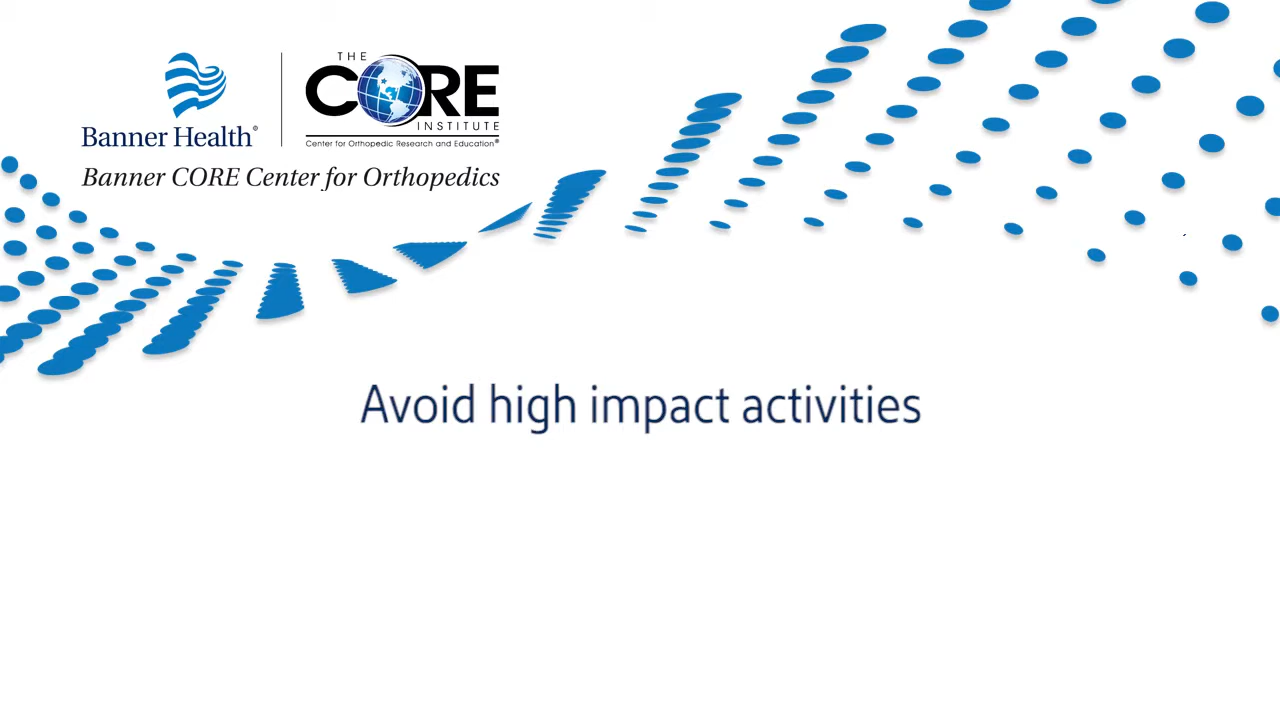 Banner Health®
THE
CORE
INSTITUTE
Center for Orthopedic Research and Education®
Banner CORE Center for Orthopedics
Avoid high impact activities